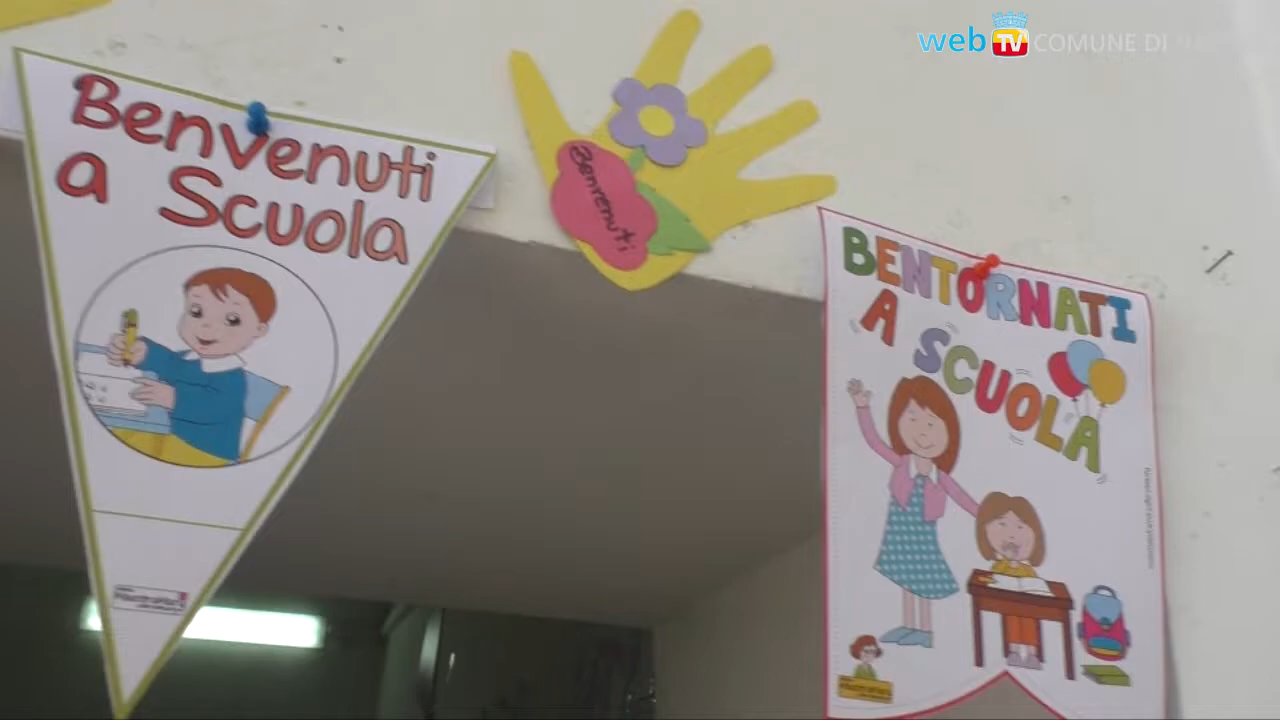 web TV COMUNE DI
Benvenuti
a Scuola
Benvenuti
BENTORNATI
A SCUOLA